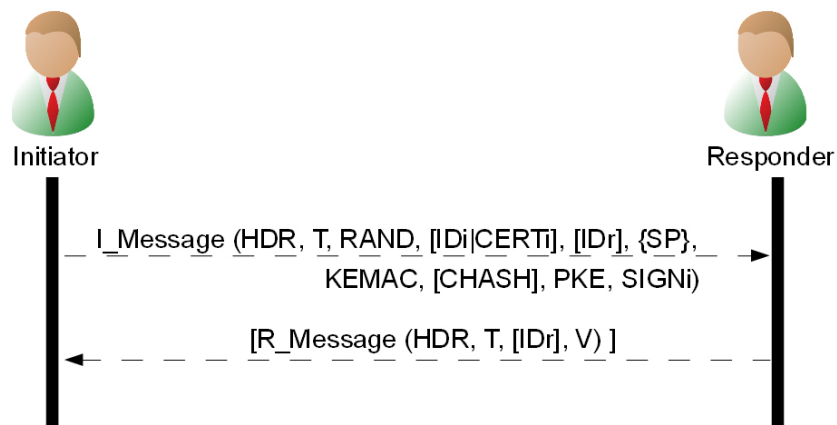 Initiator
Responder
I_Message (HDR, T, RAND, [IDi|CERTi], [IDr], {SP},
KEMAC, [CHASH], PKE, SIGNi)
[R_Message (HDR, T, [IDr], V) ]